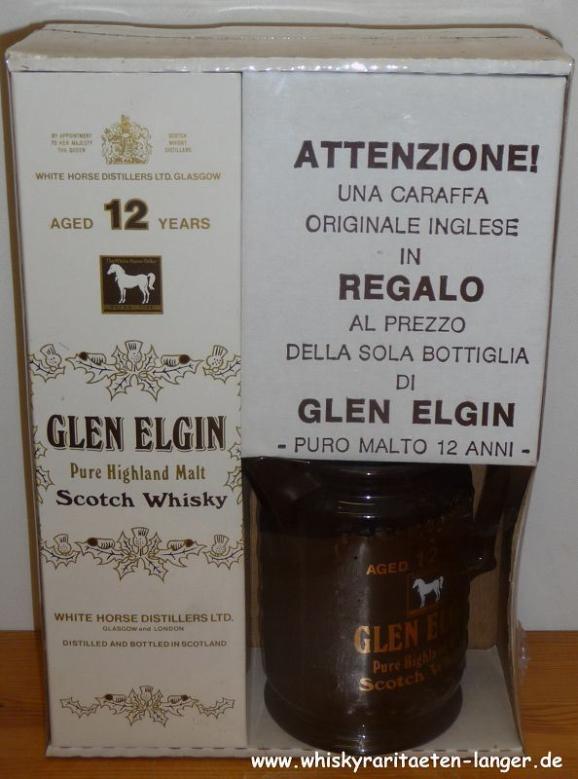 BY APPOINTMENT
TO HER MAJESTY
THE QUEEN
SCOTCH
WHISKY
DISTILLERS
WHITE HORSE DISTILLERS LTD. GLASGOW
AGED 12 YEARS
GLEN ELGIN
Pure Highland Malt
Scotch Whisky
WHITE HORSE DISTILLERS LTD.
GLASGOW and LONDON
DISTILLED AND BOTTLED IN SCOTLAND
ATTENZIONE!
UNA CARAFFA
ORIGINALE INGLESE
IN
REGALO
AL PREZZO
DELLA SOLA BOTTIGLIA
DI
GLEN ELGIN
- PURO MALTO 12 ANNI -
AGED 12
GLEN EL
Pure Highlan
Scotch W
www.whiskyraritaeten-langer.de